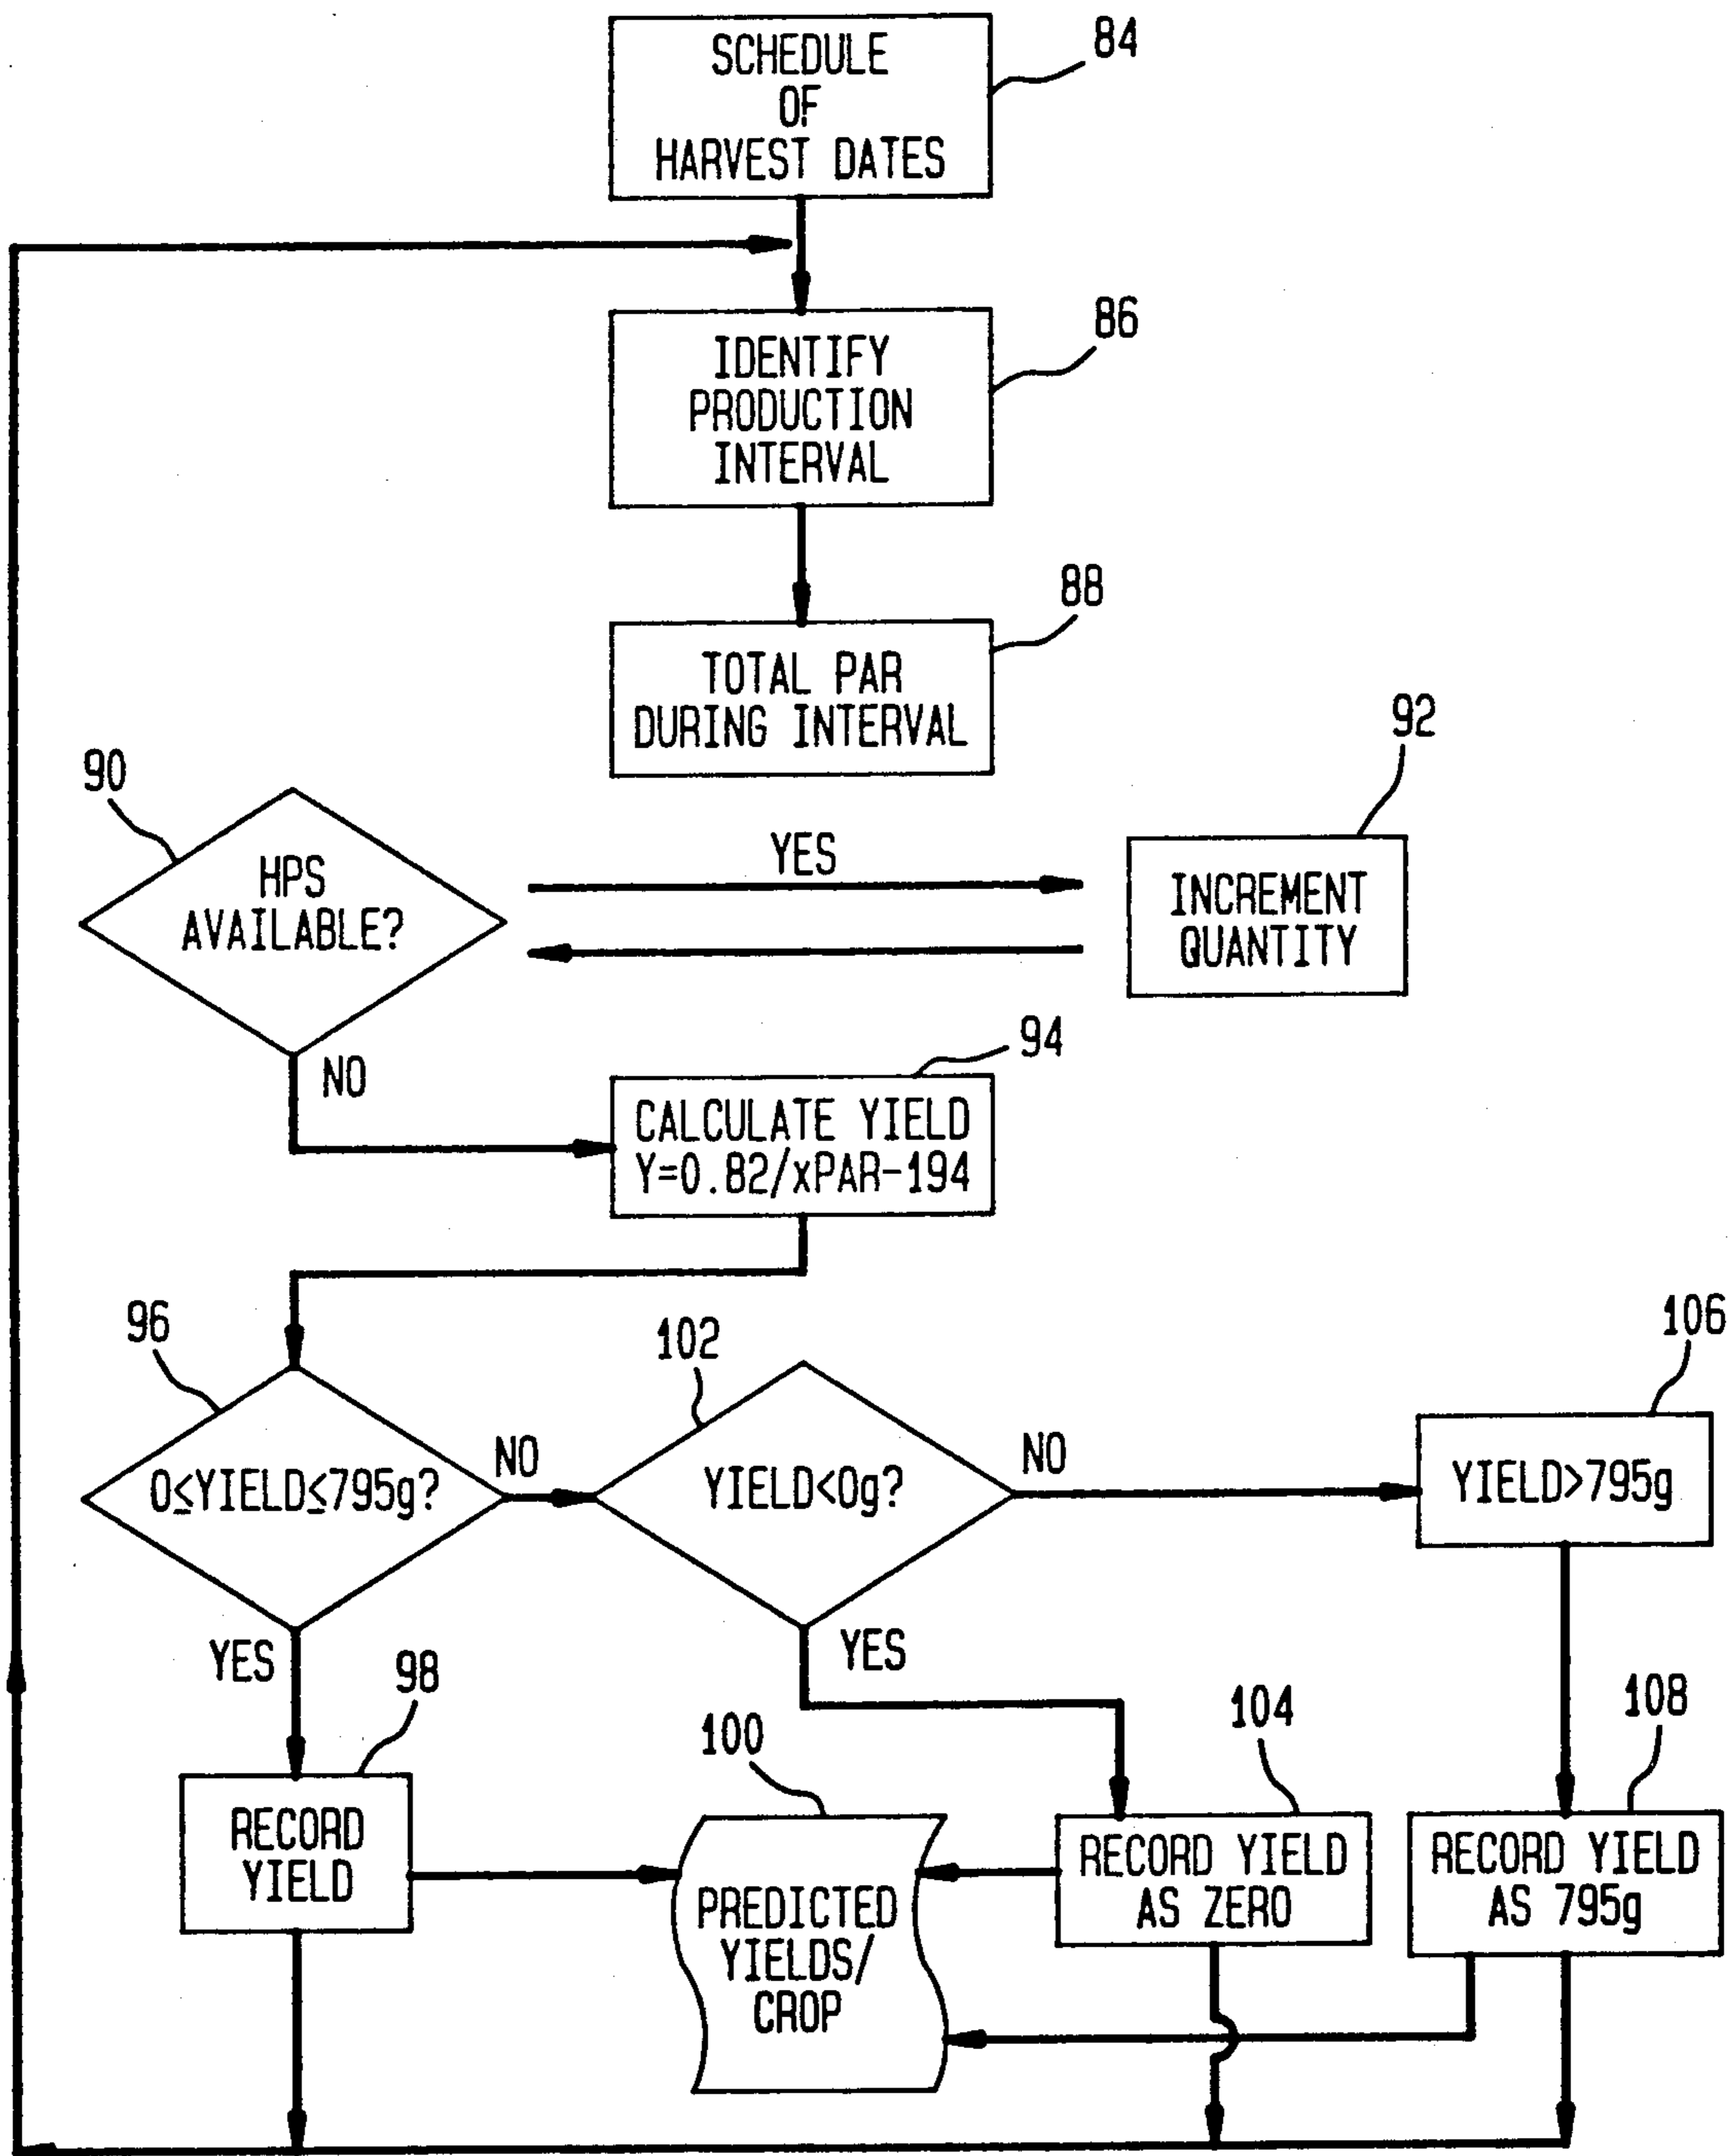 84
SCHEDULE
OF
HARVEST DATES
86
IDENTIFY
PRODUCTION
INTERVAL
88
TOTAL PAR
DURING INTERVAL
90
HPS
AVAILABLE?
YES
92
INCREMENT
QUANTITY
NO
94
CALCULATE YIELD
Y=0.82/xPAR-194
96
0≤YIELD≤795g?
NO
102
YIELD<0g?
NO
106
YIELD>795g
YES
98
RECORD
YIELD
YES
100
PREDICTED
YIELDS/
CROP
104
RECORD YIELD
AS ZERO
108
RECORD YIELD
AS 795g